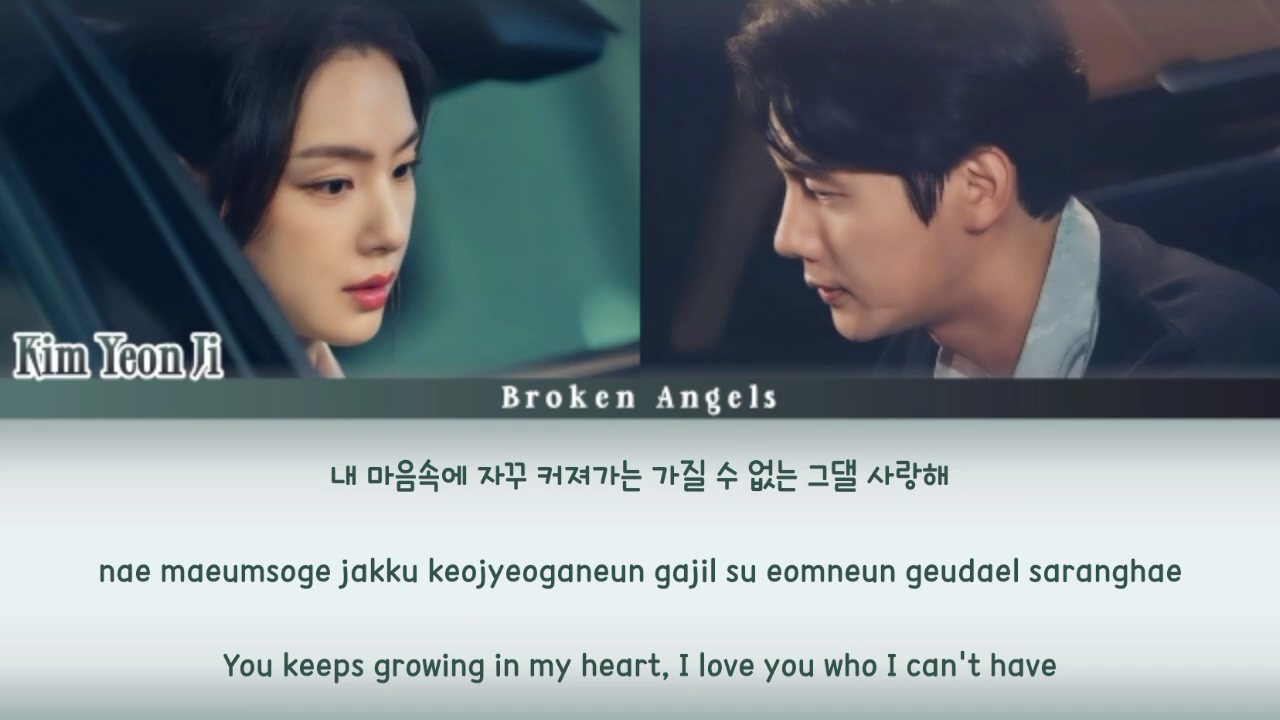 Kim Yeon Ji
Broken Angels
내 마음속에 자꾸 커져가는 가질 수 없는 그댈 사랑해
nae maeumsoge jakku keojyeoganeun gajil su eomneun geudael saranghae
You keeps growing in my heart, I love you who I can't have